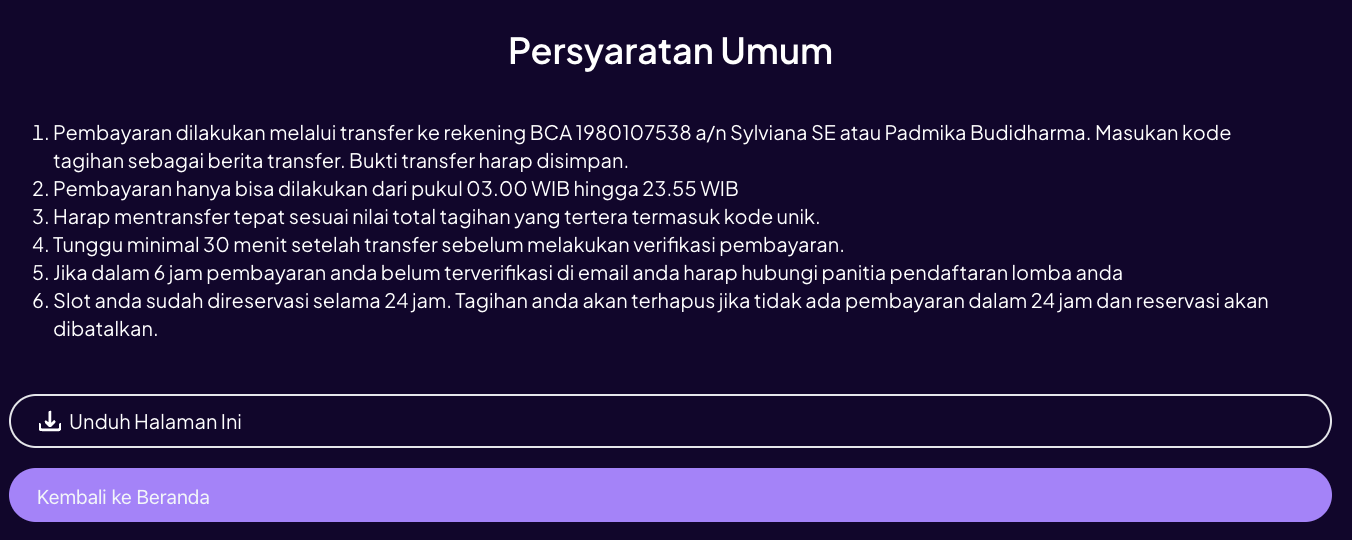 Persyaratan Umum
1. Pembayaran dilakukan melalui transfer ke rekening BCA 1980107538 a/n Sylviana SE atau Padmika Budidharma. Masukan kode
tagihan sebagai berita transfer. Bukti transfer harap disimpan.
2. Pembayaran hanya bisa dilakukan dari pukul 03.00 WIB hingga 23.55 WIB
3. Harap mentransfer tepat sesuai nilai total tagihan yang tertera termasuk kode unik.
4. Tunggu minimal 30 menit setelah transfer sebelum melakukan verifikasi pembayaran.
5. Jika dalam 6 jam pembayaran anda belum terverifikasi di email anda harap hubungi panitia pendaftaran lomba anda
6. Slot anda sudah direservasi selama 24 jam. Tagihan anda akan terhapus jika tidak ada pembayaran dalam 24 jam dan reservasi akan
dibatalkan.
Unduh Halaman Ini
Kembali ke Beranda